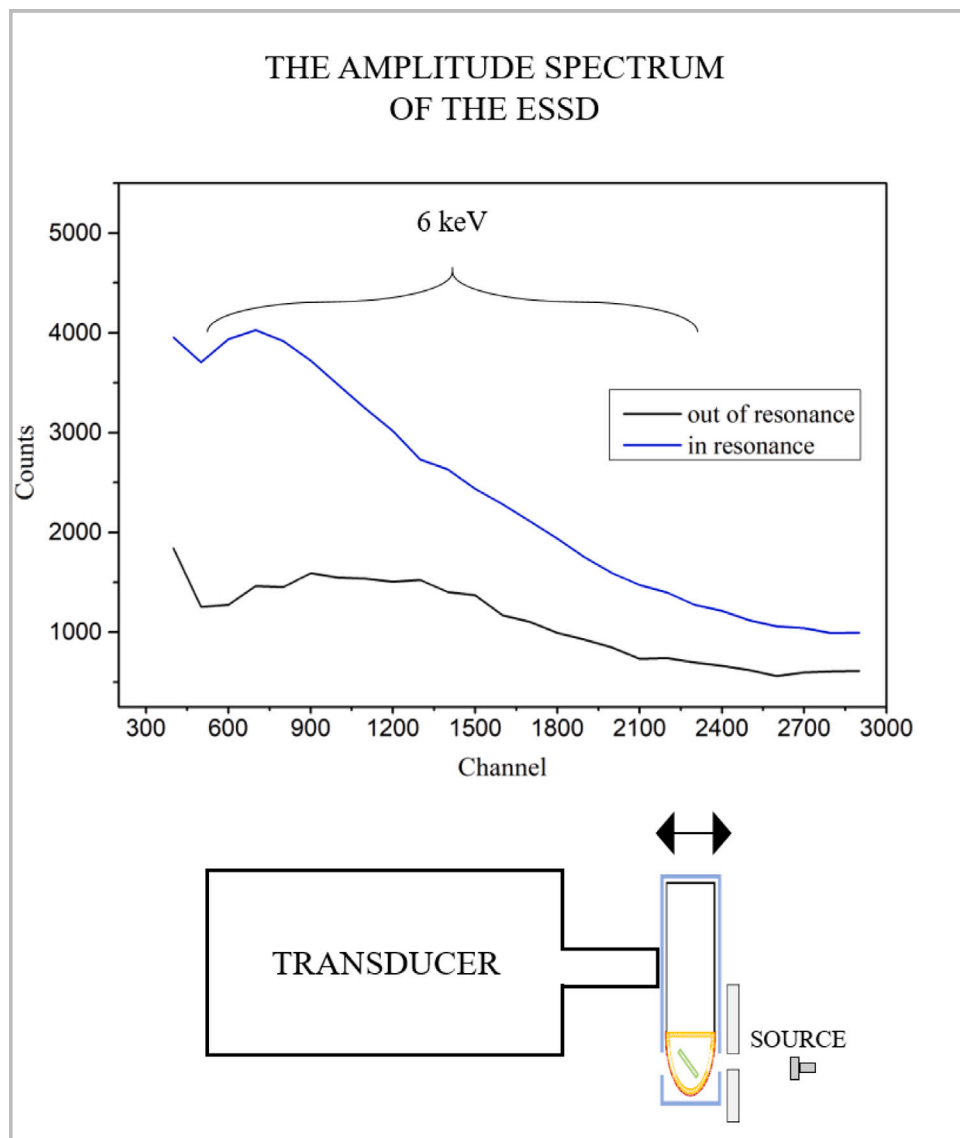 THE AMPLITUDE SPECTRUM
OF THE ESSD
6 keV
5000
4000
3000
2000
1000
Counts
out of resonance
in resonance
300 600 900 1200 1500 1800 2100 2400 2700 3000
Channel
TRANSDUCER
SOURCE